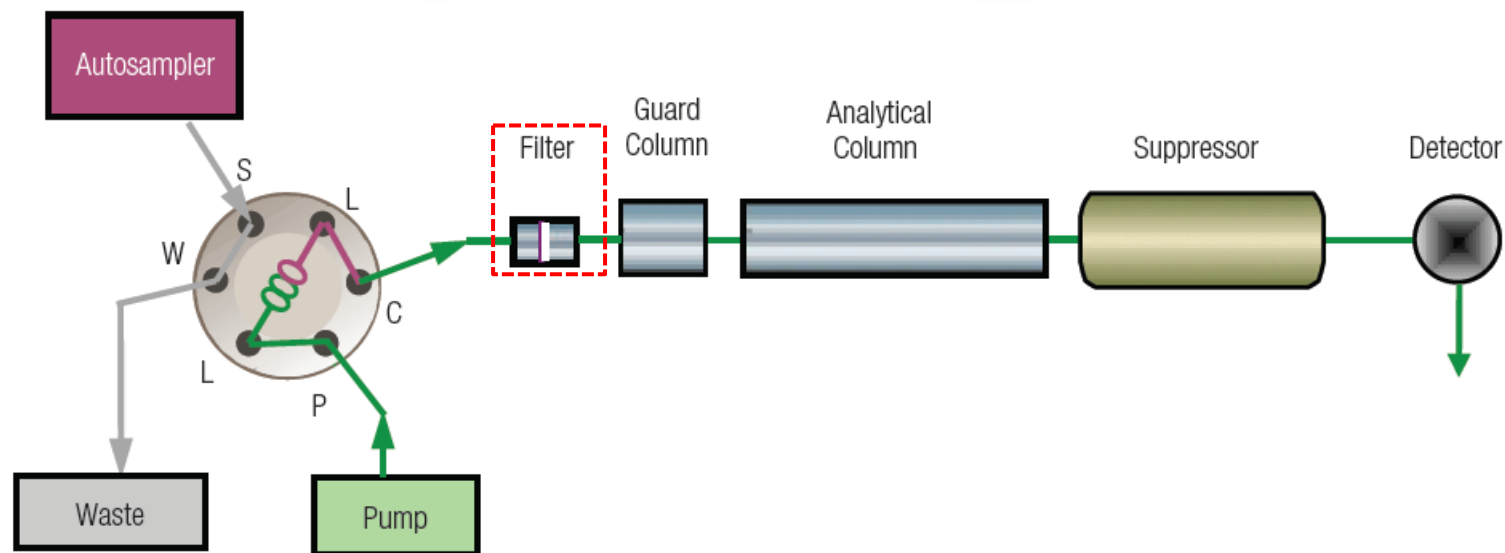 Autosampler
Guard
Column
Analytical
Column
Filter
Suppressor
Detector
S
L
W
C
L
P
Waste
Pump